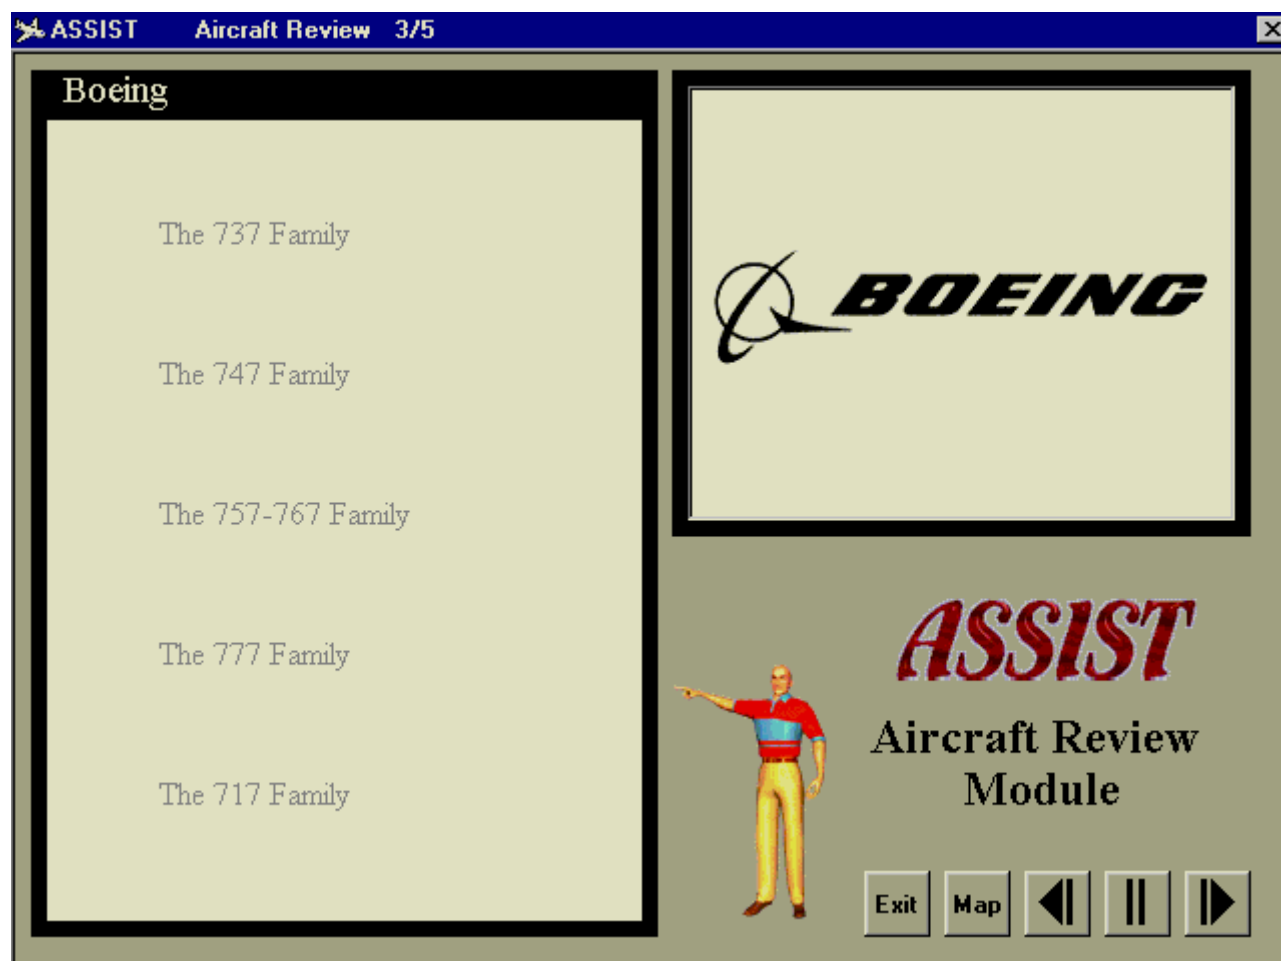 ASSIST Aircraft Review 3/5
Boeing
The 737 Family
The 747 Family
The 757-767 Family
The 777 Family
The 717 Family
BOEING
ASSIST
Aircraft Review
Module
Exit Map